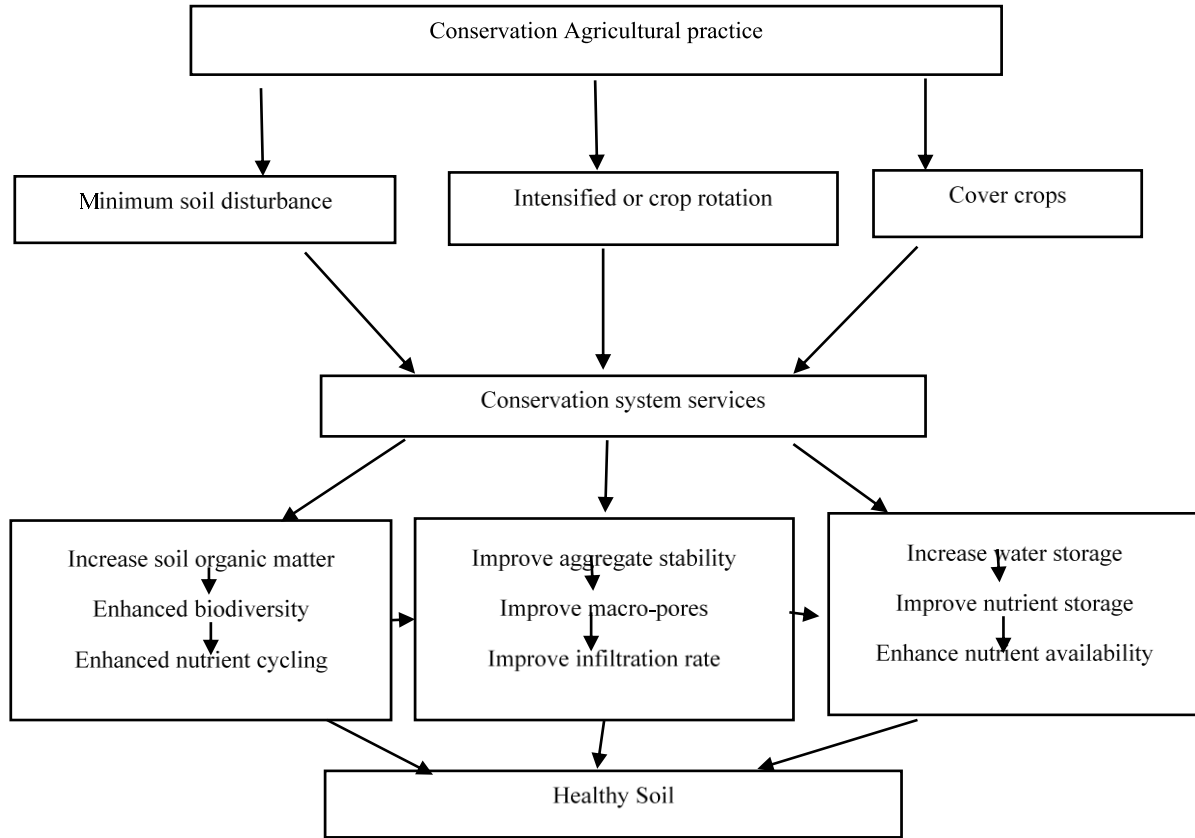 Conservation Agricultural practice
Minimum soil disturbance
Intensified or crop rotation
Cover crops
Conservation system services
Increase soil organic matter
Enhanced biodiversity
Enhanced nutrient cycling
Improve aggregate stability
Improve macro-pores
Improve infiltration rate
Increase water storage
Improve nutrient storage
Enhance nutrient availability
Healthy Soil